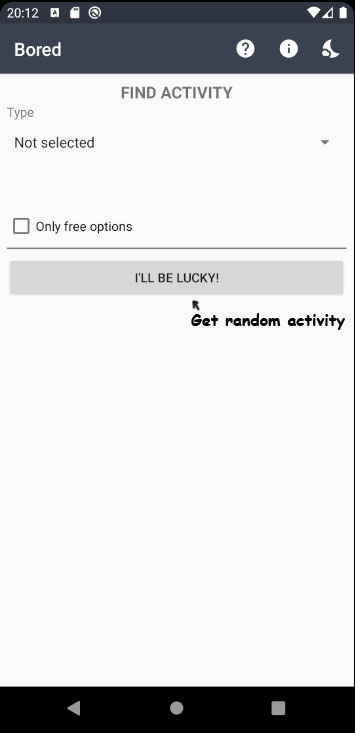 20:12
Bored
FIND ACTIVITY
Type
Not selected
Only free options
I'LL BE LUCKY!
Get random activity